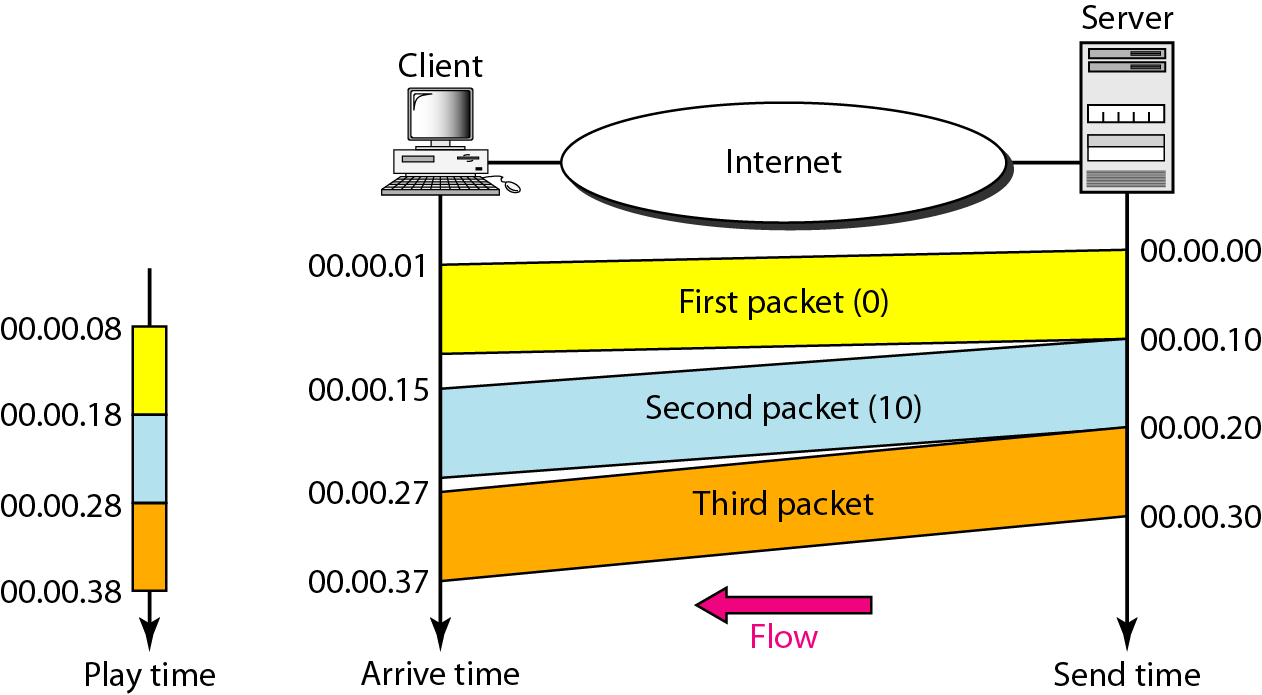 Server
Client
Internet
00.00.00
00.00.01
First packet (0)
00.00.08
00.00.10
00.00.15
Second packet (10)
00.00.18
00.00.20
00.00.27
Third packet
00.00.28
00.00.30
00.00.37
00.00.38
Flow
Play time
Arrive time
Send time